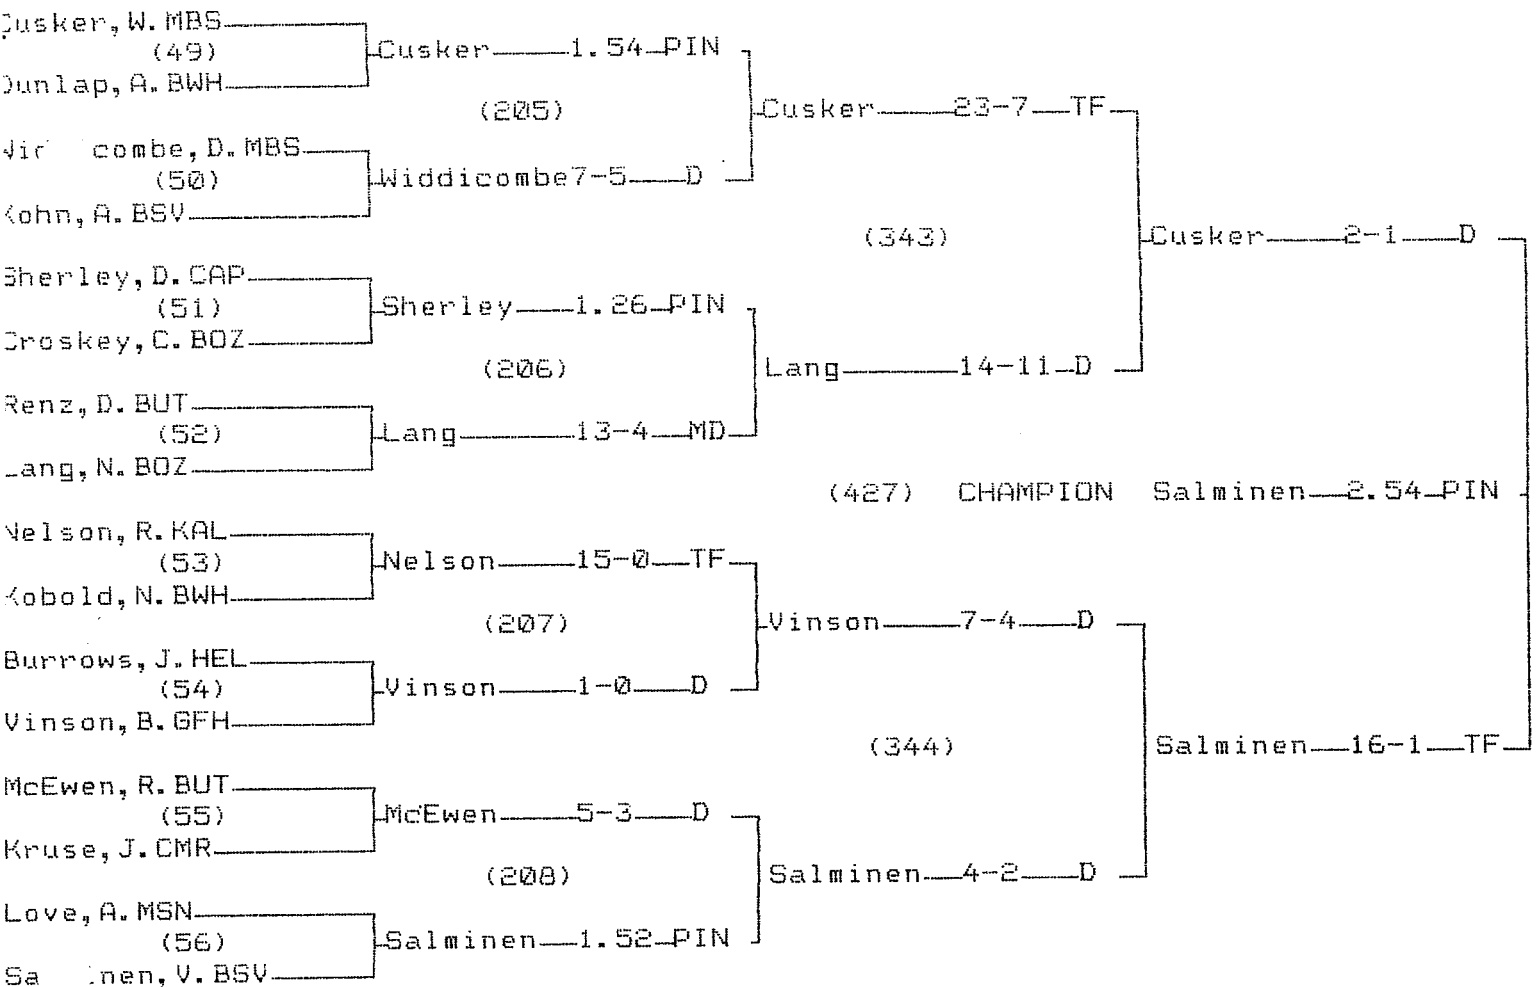 Cusker, W. MBS
(49) Cusker 1.54 PIN
Dunlap, A. BWH
(205) Cusker 23-7 TF
combe, D. MBS
(50) Widdicombe 7-5 D
Kohn, A. BSV
(343) Cusker 2-1 D
Sherley, D. CAP
(51) Sherley 1.26 PIN
Croskey, C. BOZ
(206) Lang 14-11 D
Renz, D. BUT
(52) Lang 13-4 MD
Lang, N. BOZ
(427) CHAMPION Salminen 2.54 PIN
Nelson, R. KAL
(53) Nelson 15-0 TF
Kobold, N. BWH
(207) Vinson 7-4 D
Burrows, J. HEL
(54) Vinson 1-0 D
Vinson, B. GFH
(344) Salminen 16-1 TF
McEwen, R. BUT
(55) McEwen 5-3 D
Kruse, J. CMR
(208) Salminen 4-2 D
Love, A. MSN
(56) Salminen 1.52 PIN
Sa nen, V. BSV